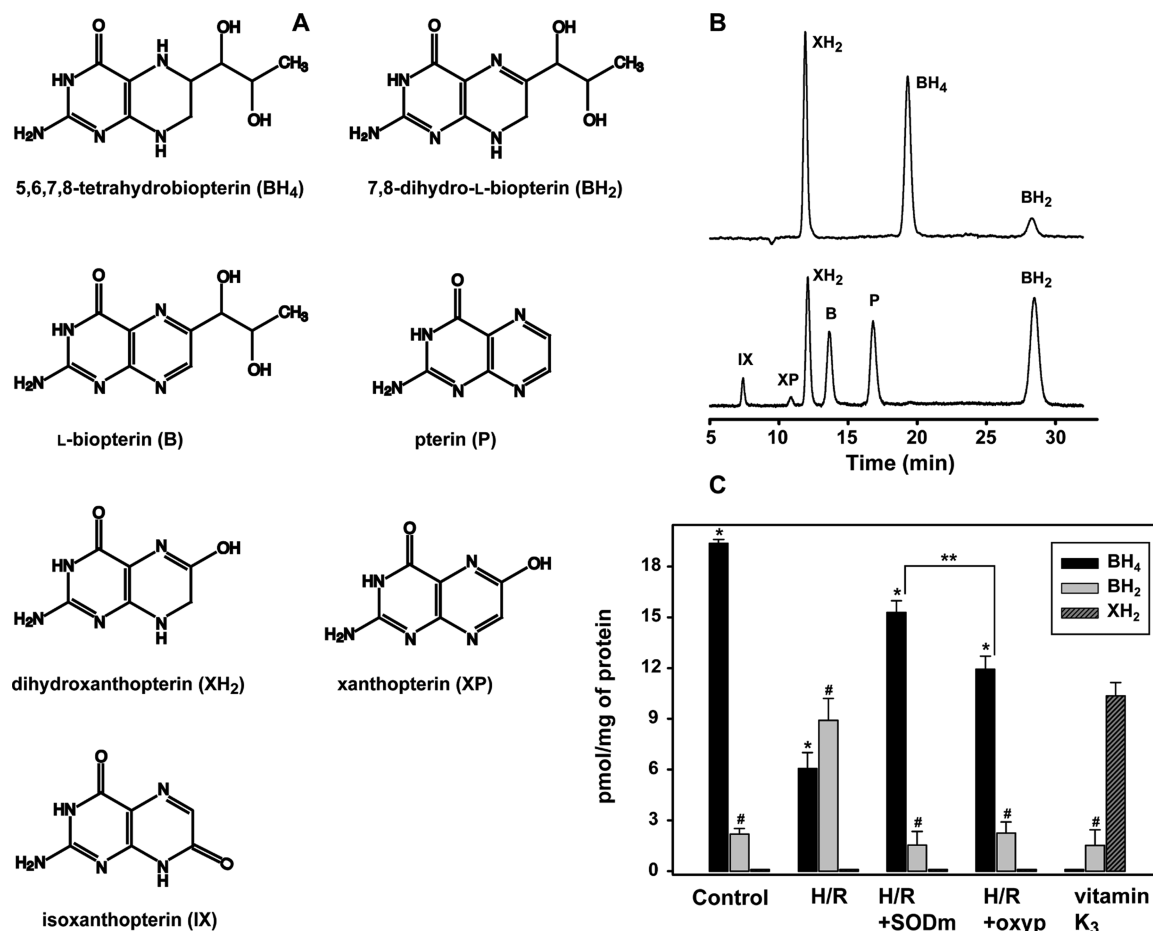 A
O
H
N
OH
CH3
HN
H2N
N
N
H
OH
5,6,7,8-tetrahydrobiopterin (BH4)
O
N
OH
CH3
HN
H2N
N
N
H
OH
7,8-dihydro-L-biopterin (BH2)
O
N
OH
CH3
HN
H2N
N
N
OH
L-biopterin (B)
O
N
HN
H2N
N
N
pterin (P)
O
N
OH
HN
H2N
N
N
H
dihydroxanthopterin (XH2)
O
N
OH
HN
H2N
N
N
xanthopterin (XP)
O
N
HN
H2N
N
N
H
O
isoxanthopterin (IX)
B
XH2
BH4
BH2
XH2
BH2
P
B
IX
XP
5 10 15 20 25 30
Time (min)
C
pmol/mg of protein
18
15
12
9
6
3
0
BH4
BH2
XH2
*
#
*
#
*
#
**
*
#
#
Control H/R H/R H/R vitamin
+SODm +oxyp K3